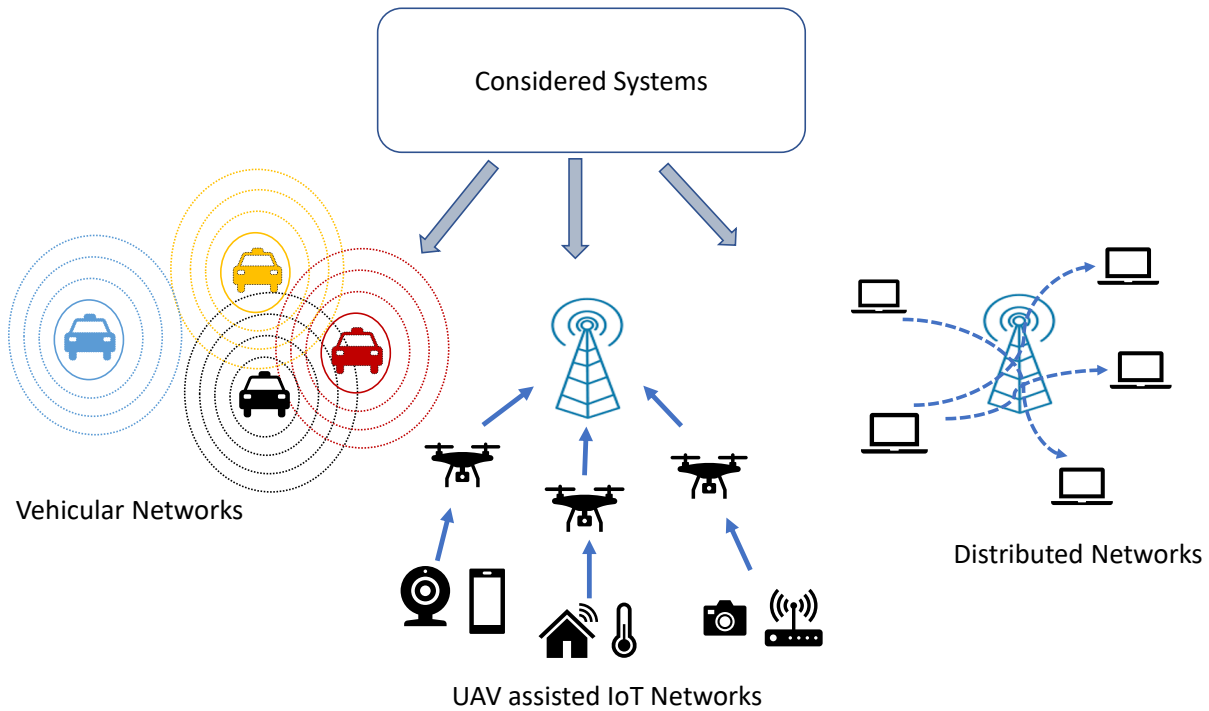 Considered Systems
Vehicular Networks
Distributed Networks
UAV assisted IoT Networks